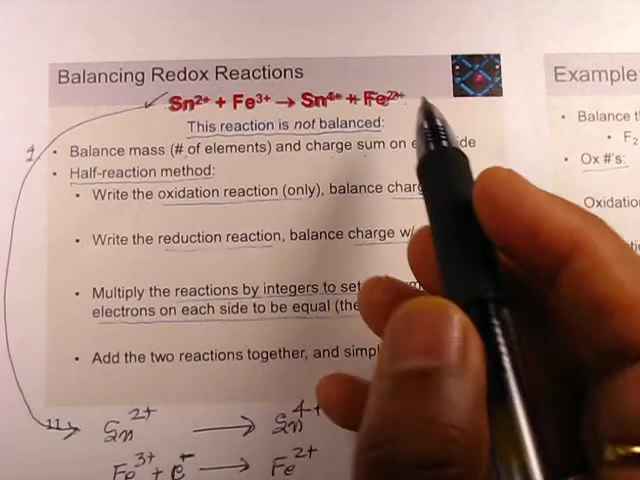 Balancing Redox Reactions
Sn²⁺ + Fe³⁺ → Sn⁴⁺ + Fe²⁺
This reaction is not balanced:
• Balance mass (# of elements) and charge sum on
• Half-reaction method:
• Write the oxidation reaction (only), balance
• Write the reduction reaction, balance charge w/
• Multiply the reactions by integers to set
electrons on each side to be equal
• Add the two reactions together, and
Sn²⁺ → Sn⁴⁺
Fe³⁺ + e⁻ → Fe²⁺
Example
• Balance
• F₂
• Ox #'s:
Oxidation